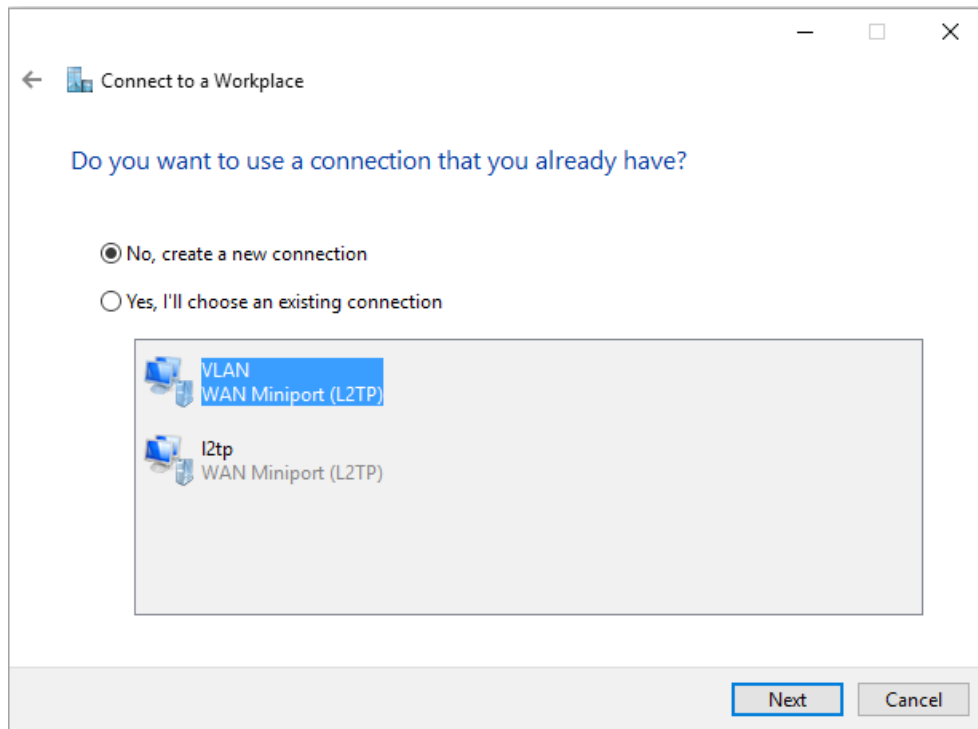 Connect to a Workplace
Do you want to use a connection that you already have?
No, create a new connection
Yes, I'll choose an existing connection
VLAN
WAN Miniport (L2TP)
l2tp
WAN Miniport (L2TP)
Next Cancel